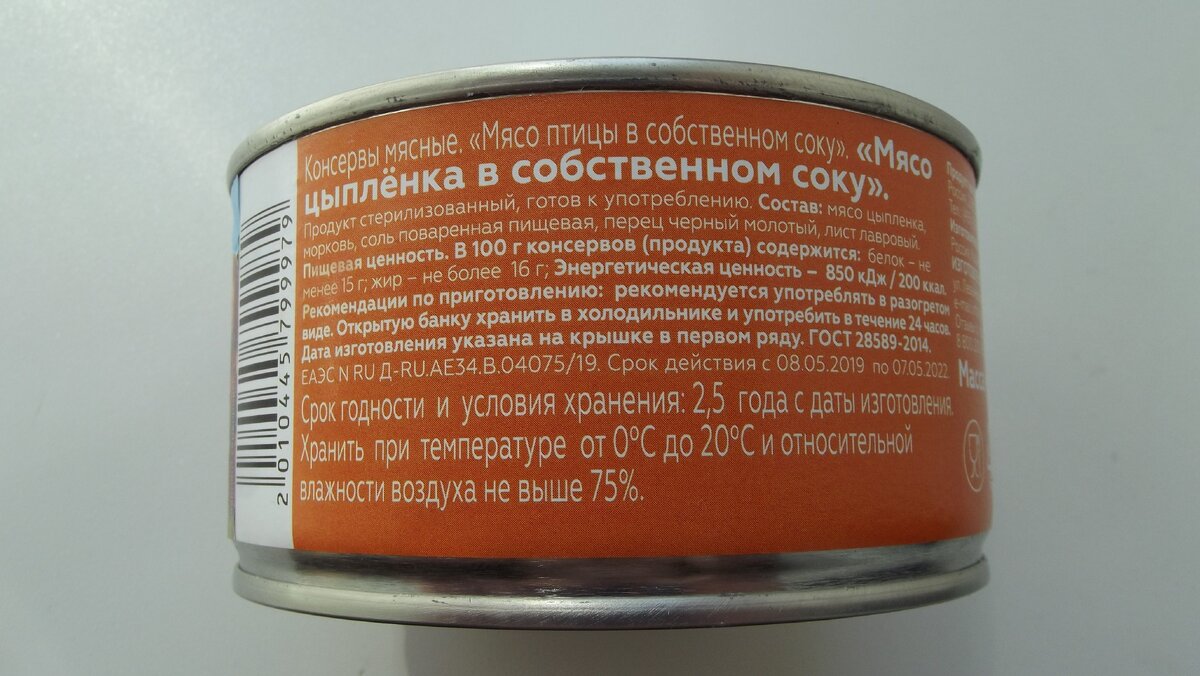 Консервы мясные. «Мясо птицы в собственном соку». «Мясо
цыплёнка в собственном соку».
Продукт стерилизованный, готов к употреблению. Состав: мясо цыпленка,
морковь, соль поваренная пищевая, перец черный молотый, лист лавровый.
Пищевая ценность. В 100 г консервов (продукта) содержится: белок – не
менее 15 г; жир – не более 16 г; Энергетическая ценность – 850 кДж / 200 ккал.
Рекомендации по приготовлению: рекомендуется употреблять в разогретом
виде. Открытую банку хранить в холодильнике и употребить в течение 24 часов.
Дата изготовления указана на крышке в первом ряду. ГОСТ 28589-2014.
ЕАЭС N RU Д-RU.АЕ34.В.04075/19. Срок действия с 08.05.2019 по 07.05.2022.
Срок годности и условия хранения: 2,5 года с даты изготовления.
Хранить при температуре от 0°С до 20°С и относительной
влажности воздуха не выше 75%.
2 010445 799979